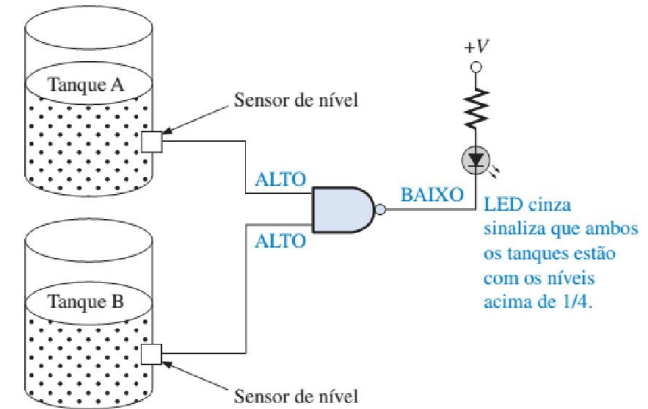 +V
Tanque A
Sensor de nível
ALTO
BAIXO
ALTO
LED cinza
sinaliza que ambos
os tanques estão
com os níveis
acima de 1/4.
Tanque B
Sensor de nível